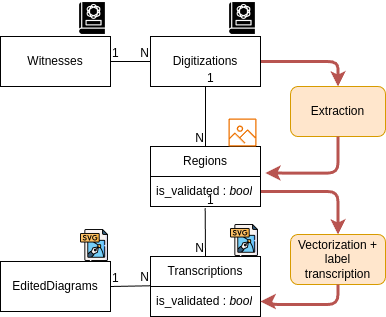 1
N
Witnesses
Digitizations
1
Extraction
N
Regions
is_validated : bool
1
Vectorization +
label
transcription
N
SVG
SVG
EditedDiagrams
1
N
Transcriptions
is_validated : bool